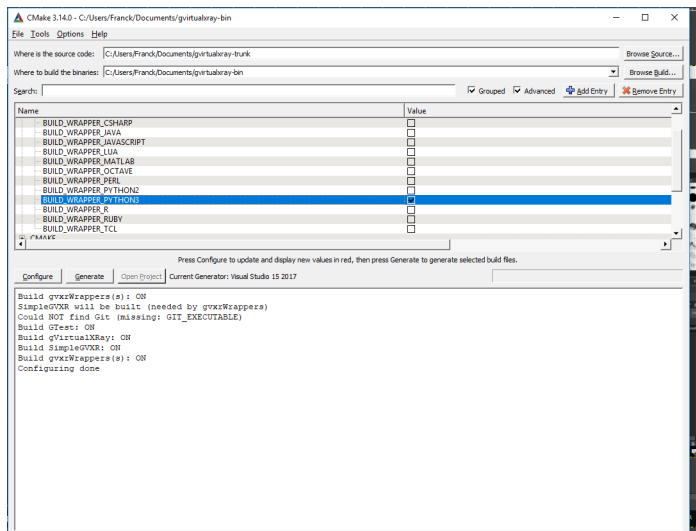 CMake 3.14.0 - C:/Users/Franck/Documents/gvirtualxray-bin
File Tools Options Help
Where is the source code: C:/Users/Franck/Documents/gvirtualxray-trunk Browse Source...
Where to build the binaries: C:/Users/Franck/Documents/gvirtualxray-bin Browse Build...
Search: Grouped Advanced Add Entry Remove Entry
Name Value
BUILD_WRAPPER_CSHARP
BUILD_WRAPPER_JAVA
BUILD_WRAPPER_JAVASCRIPT
BUILD_WRAPPER_LUA
BUILD_WRAPPER_MATLAB
BUILD_WRAPPER_OCTAVE
BUILD_WRAPPER_PERL
BUILD_WRAPPER_PYTHON2
BUILD_WRAPPER_PYTHON3
BUILD_WRAPPER_R
BUILD_WRAPPER_RUBY
BUILD_WRAPPER_TCL
CMAKE
Press Configure to update and display new values in red, then press Generate to generate selected build files.
Configure Generate Open Project Current Generator: Visual Studio 15 2017
Build gvxrWrappers(s): ON
SimpleGVXR will be built (needed by gvxrWrappers)
Could NOT find Git (missing: GIT_EXECUTABLE)
Build GTest: ON
Build gVirtualXRay: ON
Build SimpleGVXR: ON
Build gvxrWrappers(s): ON
Configuring done